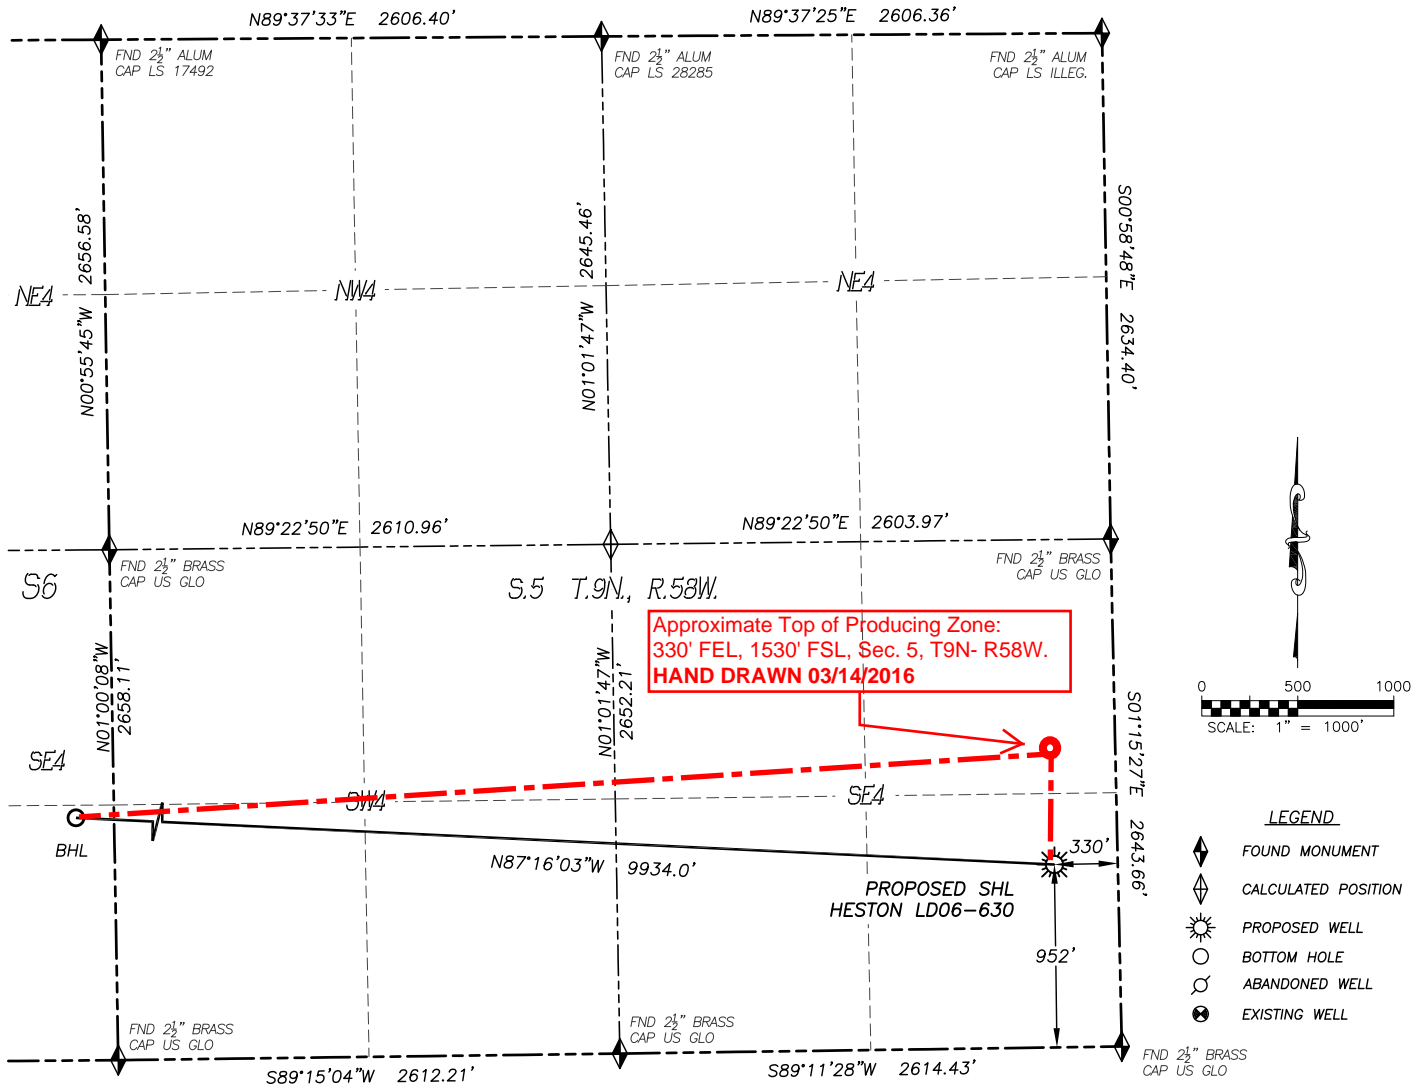 N89°37'33"E 2606.40'
N89°37'25"E 2606.36'
FND 2½" ALUM
CAP LS 17492
FND 2½" ALUM
CAP LS 28285
FND 2½" ALUM
CAP LS ILLEG.
N00°55'45"W 2656.58'
N01°01'47"W 2645.46'
S00°58'48"E 2634.40'
NE4
NW4
NE4
N89°22'50"E 2610.96'
N89°22'50"E 2603.97'
FND 2½" BRASS
CAP US GLO
FND 2½" BRASS
CAP US GLO
S6
S.5 T.9N., R.58W.
Approximate Top of Producing Zone:
330' FEL, 1530' FSL, Sec. 5, T9N- R58W.
HAND DRAWN 03/14/2016
N01°00'08"W
2658.11'
N01°01'47"W
2652.21'
S01°15'27"E 2643.66'
0 500 1000
SCALE: 1" = 1000'
SE4
SW4
SE4
BHL
N87°16'03"W 9934.0'
330'
PROPOSED SHL
HESTON LD06-630
952'
LEGEND
FOUND MONUMENT
CALCULATED POSITION
PROPOSED WELL
BOTTOM HOLE
ABANDONED WELL
EXISTING WELL
FND 2½" BRASS
CAP US GLO
FND 2½" BRASS
CAP US GLO
FND 2½" BRASS
CAP US GLO
S89°15'04"W 2612.21'
S89°11'28"W 2614.43'